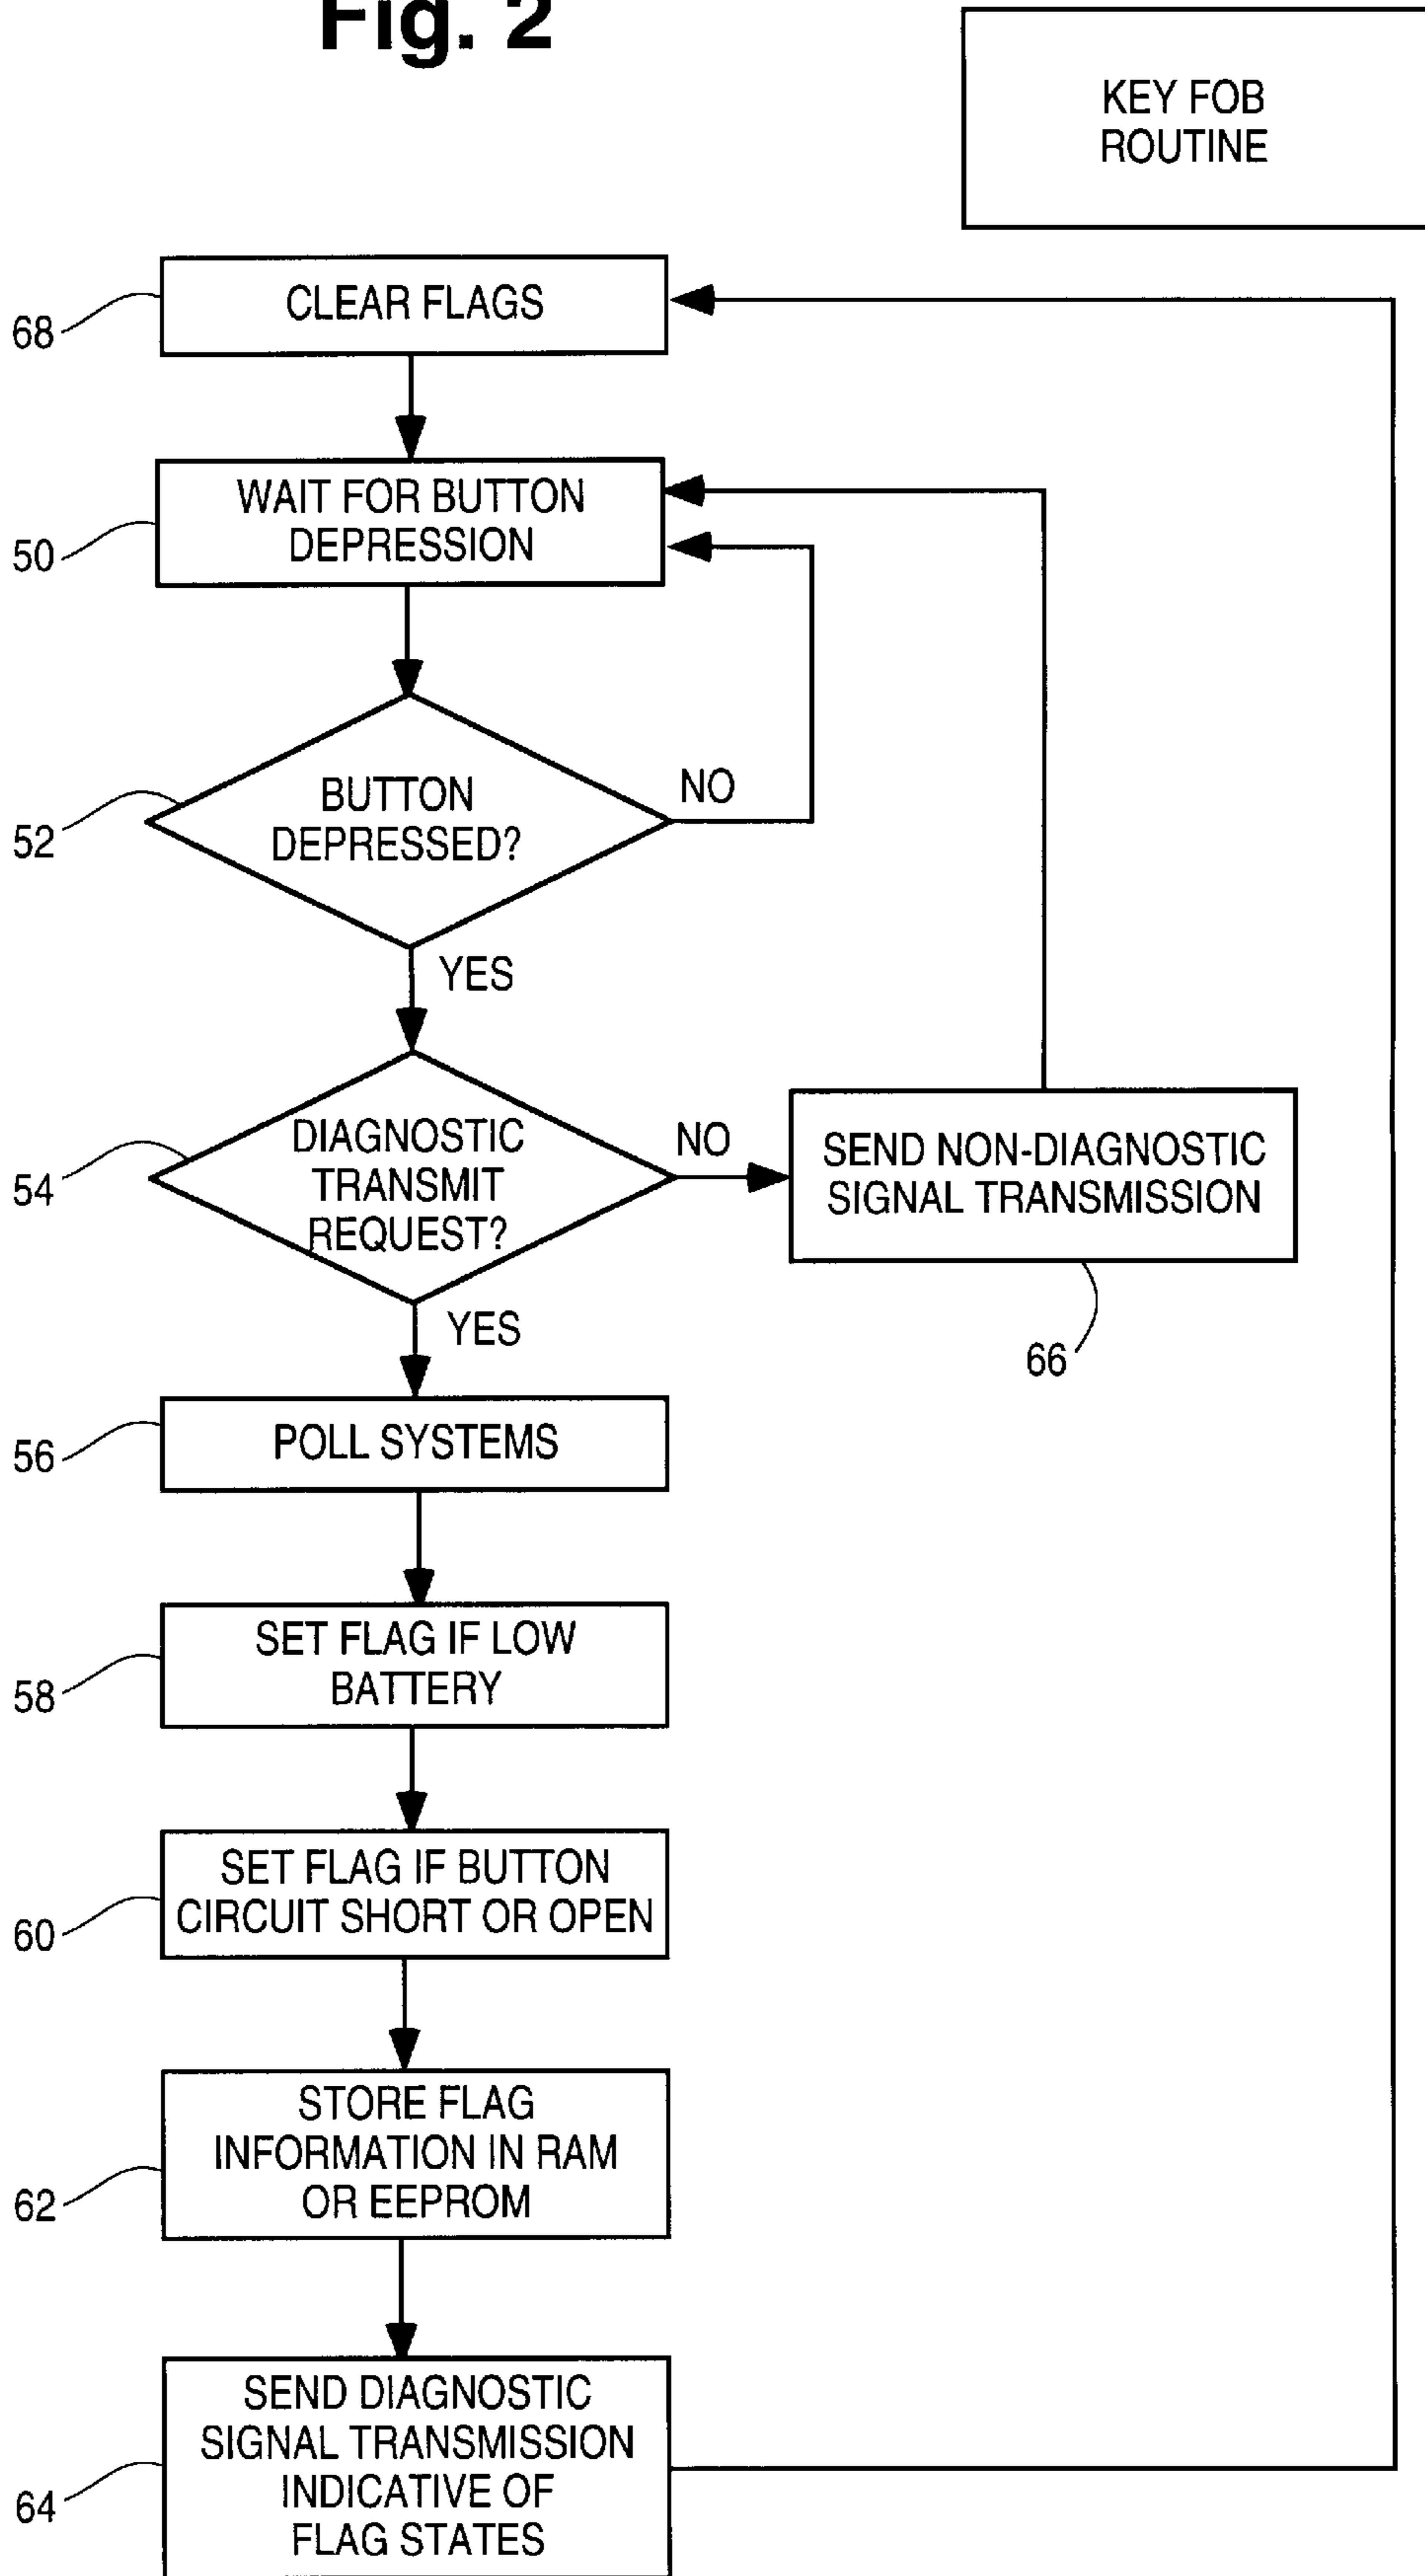 Fig. 2
KEY FOB
ROUTINE
CLEAR FLAGS
68
WAIT FOR BUTTON
DEPRESSION
50
BUTTON
DEPRESSED?
NO
52
YES
DIAGNOSTIC
TRANSMIT
REQUEST?
NO
54
SEND NON-DIAGNOSTIC
SIGNAL TRANSMISSION
66
YES
POLL SYSTEMS
56
SET FLAG IF LOW
BATTERY
58
SET FLAG IF BUTTON
CIRCUIT SHORT OR OPEN
60
STORE FLAG
INFORMATION IN RAM
OR EEPROM
62
SEND DIAGNOSTIC
SIGNAL TRANSMISSION
INDICATIVE OF
FLAG STATES
64